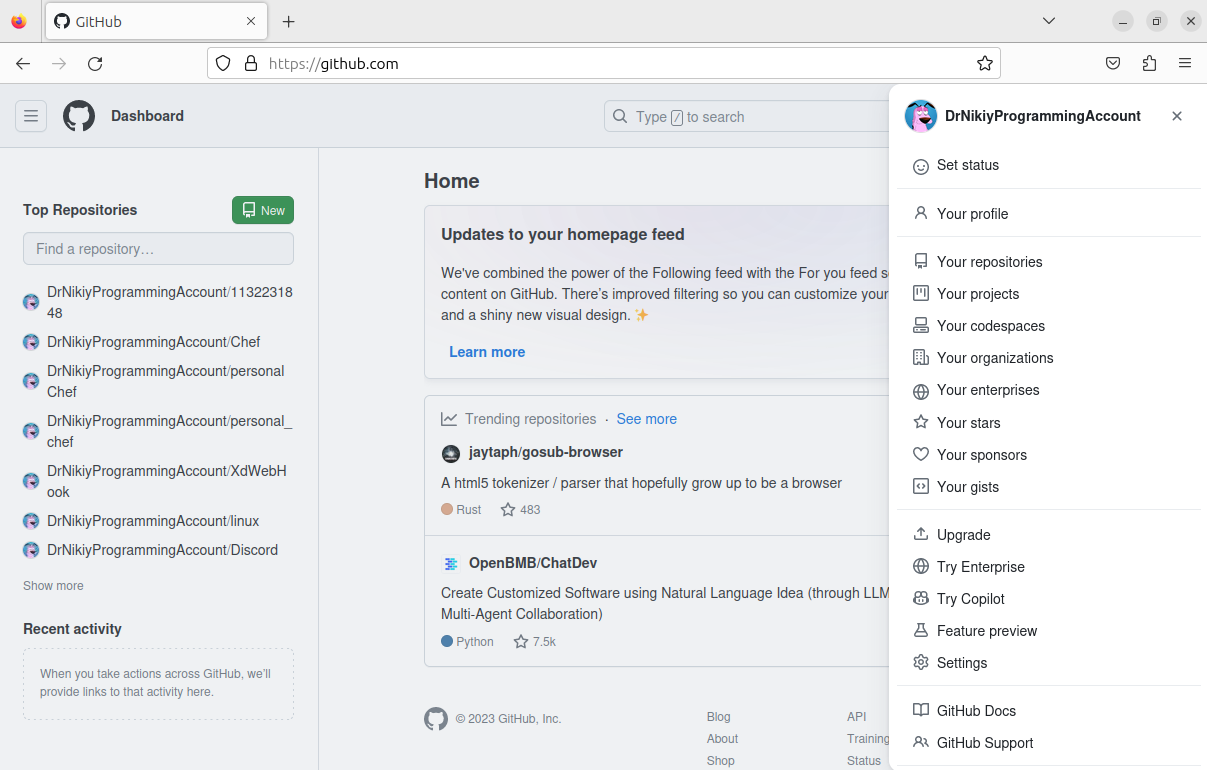 GitHub
https://github.com
Dashboard
Type / to search
Top Repositories
New
Find a repository…
DrNikiyProgrammingAccount/11322318
48
DrNikiyProgrammingAccount/Chef
DrNikiyProgrammingAccount/personal
Chef
DrNikiyProgrammingAccount/personal_
chef
DrNikiyProgrammingAccount/XdWebH
ook
DrNikiyProgrammingAccount/linux
DrNikiyProgrammingAccount/Discord
Show more
Recent activity
When you take actions across GitHub, we'll
provide links to that activity here.
Home
Updates to your homepage feed
We've combined the power of the Following feed with the For you feed s
content on GitHub. There's improved filtering so you can customize your
and a shiny new visual design. ✨
Learn more
Trending repositories · See more
jaytaph/gosub-browser
A html5 tokenizer / parser that hopefully grow up to be a browser
Rust 483
OpenBMB/ChatDev
Create Customized Software using Natural Language Idea (through LLM
Multi-Agent Collaboration)
Python 7.5k
© 2023 GitHub, Inc.
Blog
About
Shop
API
Training
Status
DrNikiyProgrammingAccount
Set status
Your profile
Your repositories
Your projects
Your codespaces
Your organizations
Your enterprises
Your stars
Your sponsors
Your gists
Upgrade
Try Enterprise
Try Copilot
Feature preview
Settings
GitHub Docs
GitHub Support